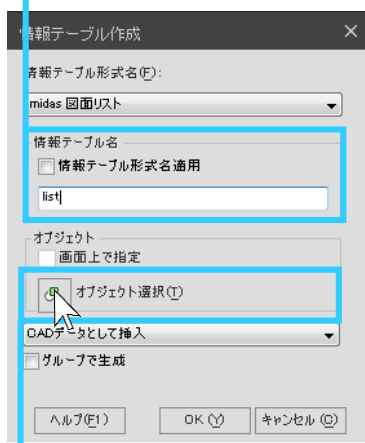 情報テーブル作成
情報テーブル形式名(F):
midas 図面リスト
情報テーブル名
情報テーブル形式名適用
list
オブジェクト
画面上で指定
オブジェクト選択(T)
CADデータとして挿入
グループで生成
ヘルプ(F1)
OK (Y)
キャンセル (C)